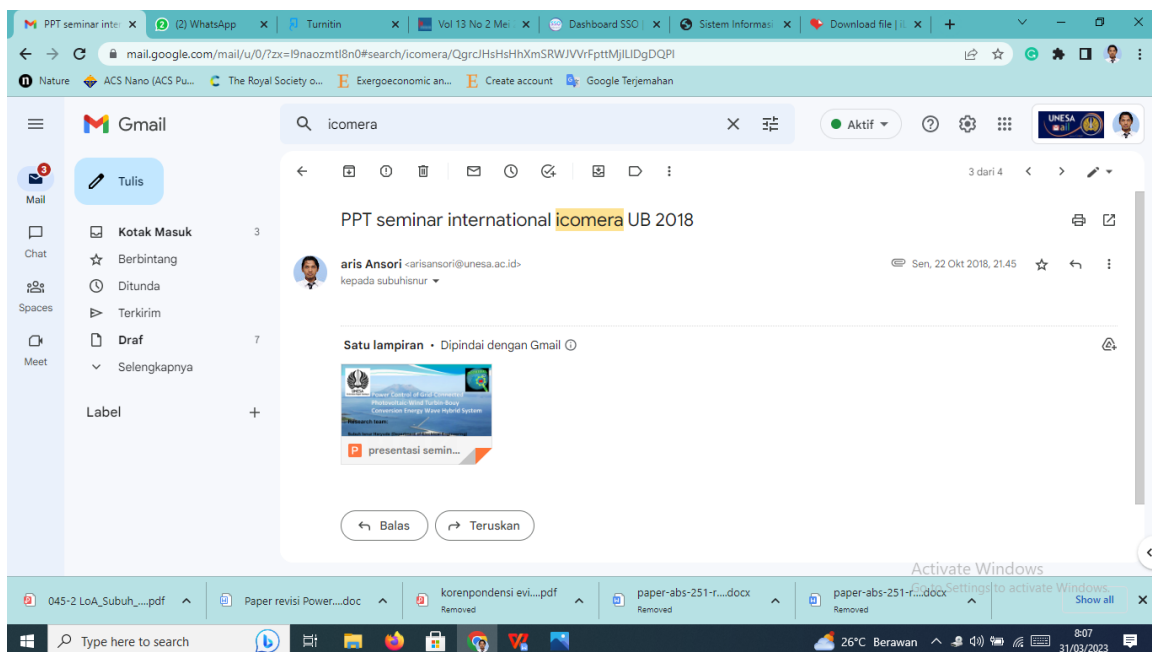 PPT seminar inter
(2) WhatsApp
Turnitin
Vol 13 No 2 Mei
Dashboard SSO |
Sistem Informasi
Download file | iL
mail.google.com/mail/u/0/?zx=l9naozmtl8n0#search/icomera/QgrcJHsHsHhXmSRWJVVrFpttMjlLlDgDQPl
Nature
ACS Nano (ACS Pu...
The Royal Society o...
Exergoeconomic an...
Create account
Google Terjemahan
Gmail
icomera
Aktif
UNESA
mail
3
Mail
Tulis
3 dari 4
Chat
Kotak Masuk 3
PPT seminar international icomera UB 2018
Berbintang
aris Ansori <arisansori@unesa.ac.id>
Sen, 22 Okt 2018, 21.45
kepada subuhisnur
Spaces
Ditunda
Terkirim
Meet
Draf 7
Satu lampiran • Dipindai dengan Gmail
Selengkapnya
Label
UNESA
Power Control of Grid Connected
Photovoltaic-Wind Turbin-Bouy
Conversion Energy Wave Hybrid System
Research team:
P presentasi semin...
Balas
Teruskan
Activate Windows
Go to Settings to activate Windows.
045-2 LoA_Subuh_....pdf
Paper revisi Power....doc
korenpondensi evi....pdf
Removed
paper-abs-251-r....docx
Removed
paper-abs-251-r....docx
Removed
Show all
Type here to search
26°C Berawan
8:07
31/03/2023